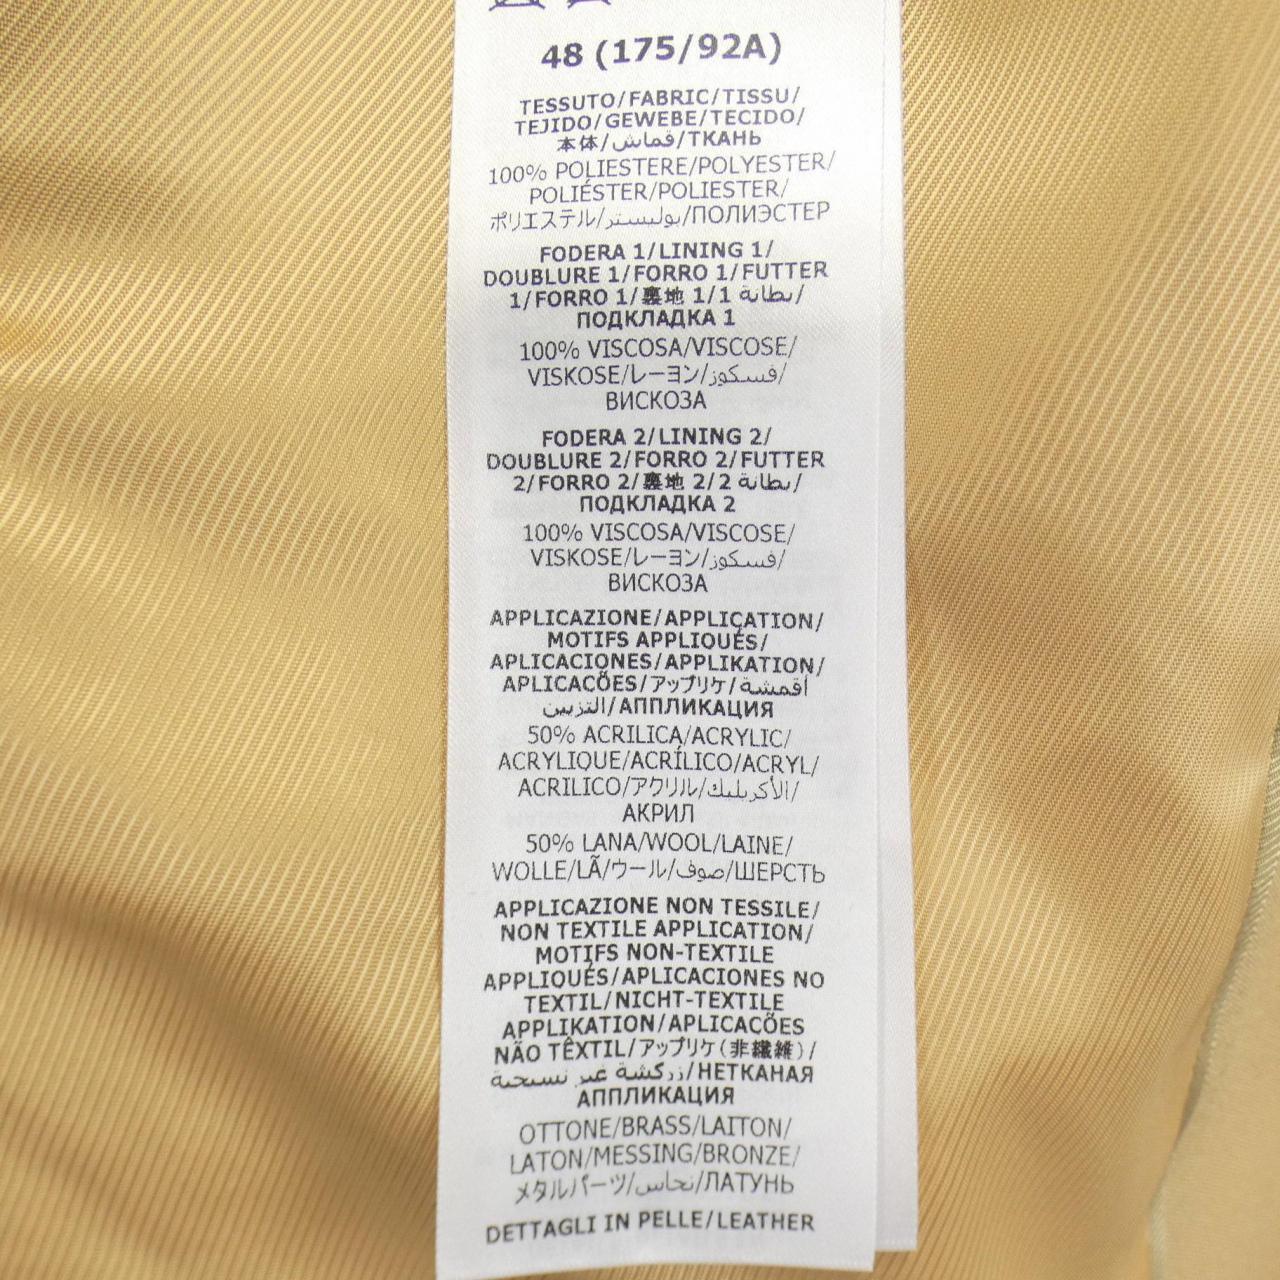 48 (175/92A)
TESSUTO/FABRIC/TISSU/
TEJIDO/GEWEBE/TECIDO/
本体/قماش/ТКАНЬ
100% POLIESTERE/POLYESTER/
POLIÉSTER/POLIESTER/
ポリエステル/بوليستر/ПОЛИЭСТЕР
FODERA 1/LINING 1/
DOUBLURE 1/FORRO 1/FUTTER
1/FORRO 1/裏地 1/1 بطانة/
ПОДКЛАДКА 1
100% VISCOSA/VISCOSE/
VISKOSE/レーヨン/فسكوز/
ВИСКОЗА
FODERA 2/LINING 2/
DOUBLURE 2/FORRO 2/FUTTER
2/FORRO 2/裏地 2/2 بطانة/
ПОДКЛАДКА 2
100% VISCOSA/VISCOSE/
VISKOSE/レーヨン/فسكوز/
ВИСКОЗА
APPLICAZIONE/APPLICATION/
MOTIFS APPLIQUÉS/
APLICACIONES/APPLIKATION/
APLICAÇÕES/アップリケ/أقمشة
التزيين/АППЛИКАЦИЯ
50% ACRILICA/ACRYLIC/
ACRYLIQUE/ACRÍLICO/ACRYL/
ACRILICO/アクリル/الأكريليك/
АКРИЛ
50% LANA/WOOL/LAINE/
WOLLE/LÃ/ウール/صوف/ШЕРСТЬ
APPLICAZIONE NON TESSILE/
NON TEXTILE APPLICATION/
MOTIFS NON-TEXTILE
APPLIQUÉS/APLICACIONES NO
TEXTIL/NICHT-TEXTILE
APPLIKATION/APLICAÇÕES
NÃO TÊXTIL/アップリケ(非繊維)/
زركشة غير نسيجية/НЕТКАНАЯ
АППЛИКАЦИЯ
OTTONE/BRASS/LAITON/
LATON/MESSING/BRONZE/
メタルパーツ/نحاس/ЛАТУНЬ
DETTAGLI IN PELLE/LEATHER